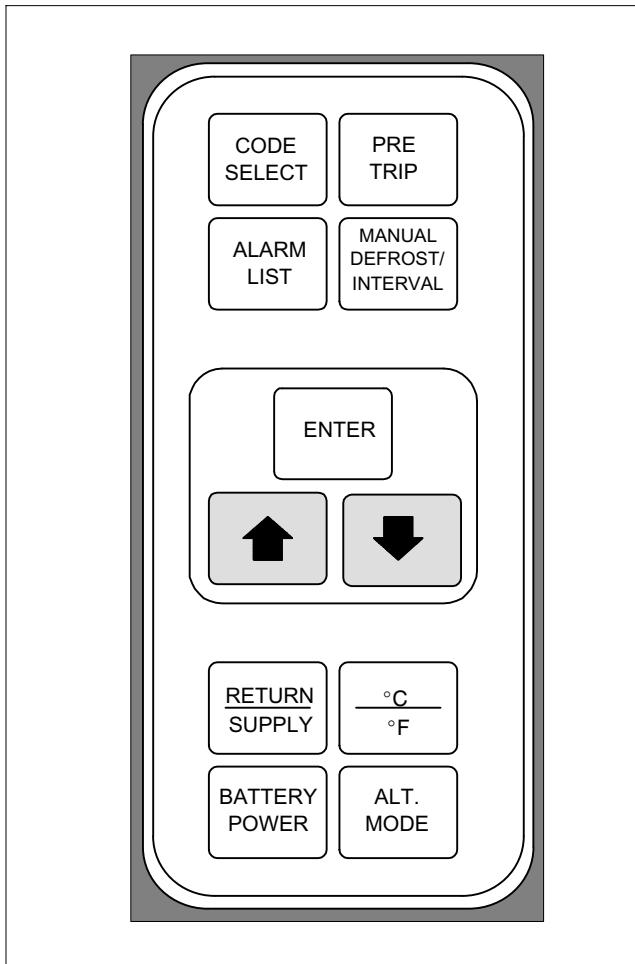 CODE
SELECT
PRE
TRIP
ALARM
LIST
MANUAL
DEFROST/
INTERVAL
ENTER
RETURN
SUPPLY
°C
°F
BATTERY
POWER
ALT.
MODE